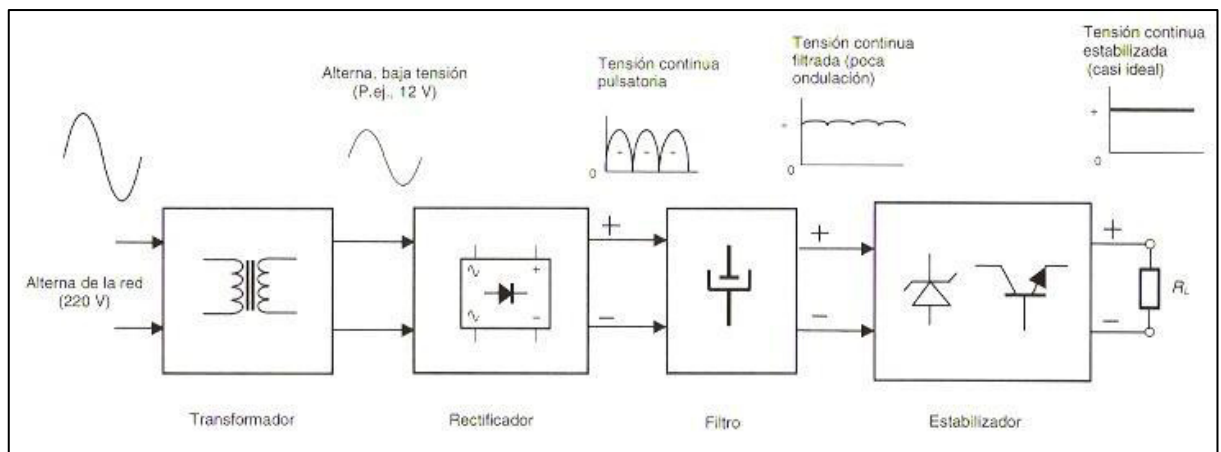 Alterna, baja tensión
(P.ej., 12 V)
Tensión continua
pulsatoria
0
Tensión continua
filtrada (poca
ondulación)
0
Tensión continua
estabilizada
(casi ideal)
+
0
Alterna de la red
(220 V)
+
-
+
-
+
-
+
-
R_L
Transformador
Rectificador
Filtro
Estabilizador